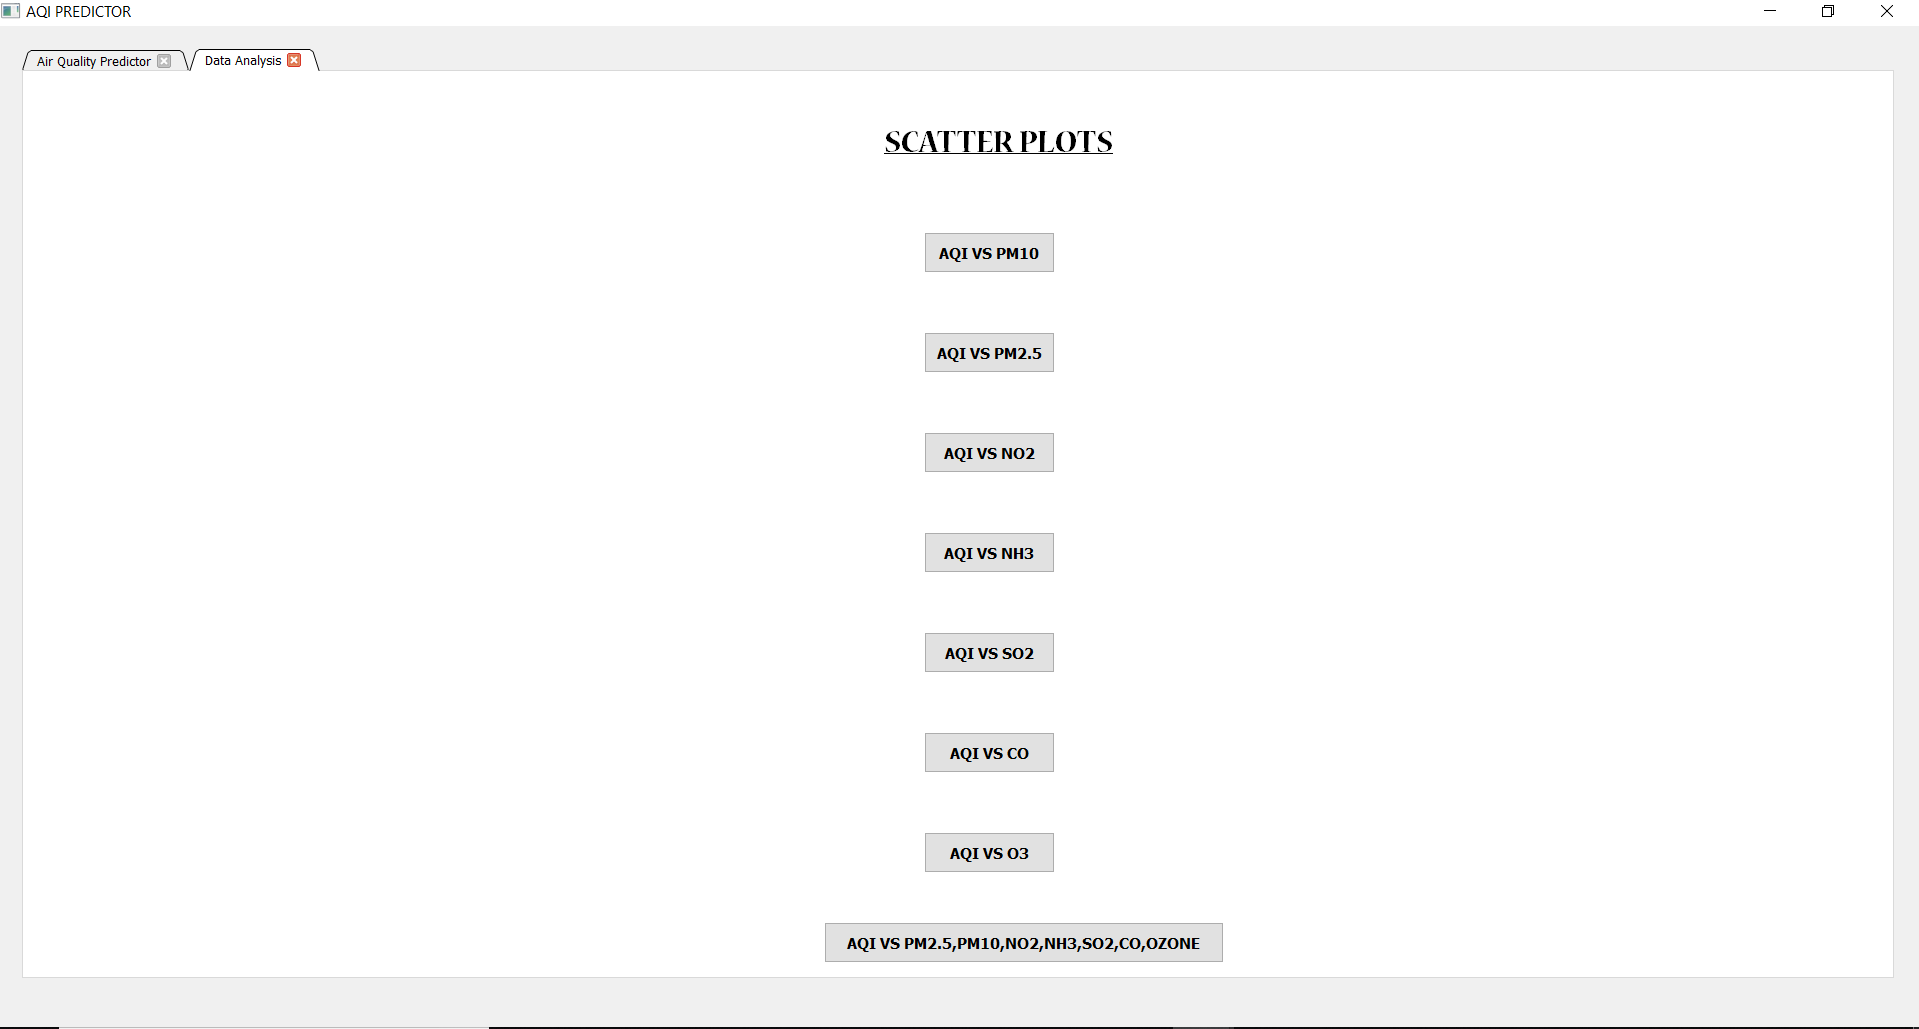 AQI PREDICTOR
Air Quality Predictor
Data Analysis
SCATTER PLOTS
AQI VS PM10
AQI VS PM2.5
AQI VS NO2
AQI VS NH3
AQI VS SO2
AQI VS CO
AQI VS O3
AQI VS PM2.5,PM10,NO2,NH3,SO2,CO,OZONE